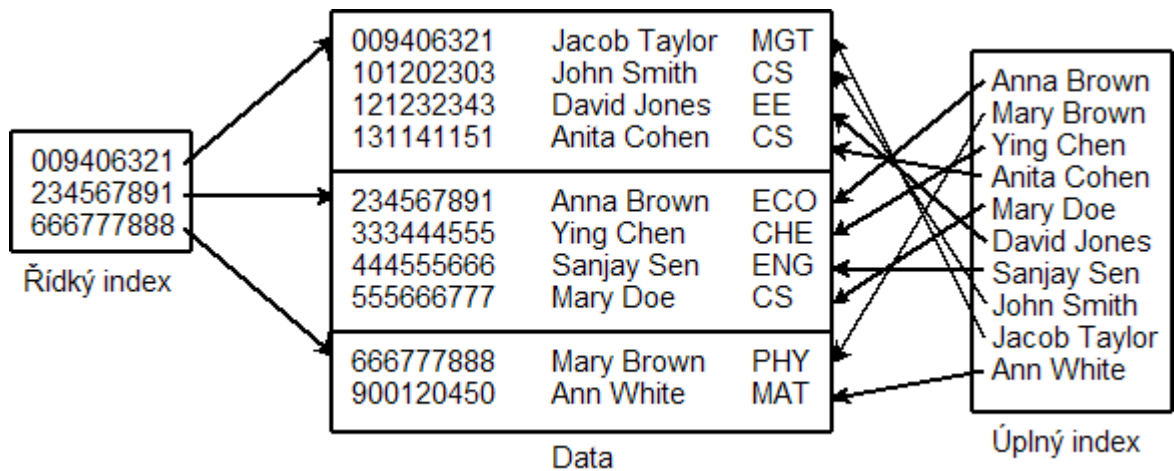 009406321
234567891
666777888
Řídký index
009406321 Jacob Taylor MGT
101202303 John Smith CS
121232343 David Jones EE
131141151 Anita Cohen CS
234567891 Anna Brown ECO
333444555 Ying Chen CHE
444555666 Sanjay Sen ENG
555666777 Mary Doe CS
666777888 Mary Brown PHY
900120450 Ann White MAT
Data
Anna Brown
Mary Brown
Ying Chen
Anita Cohen
Mary Doe
David Jones
Sanjay Sen
John Smith
Jacob Taylor
Ann White
Úplný index